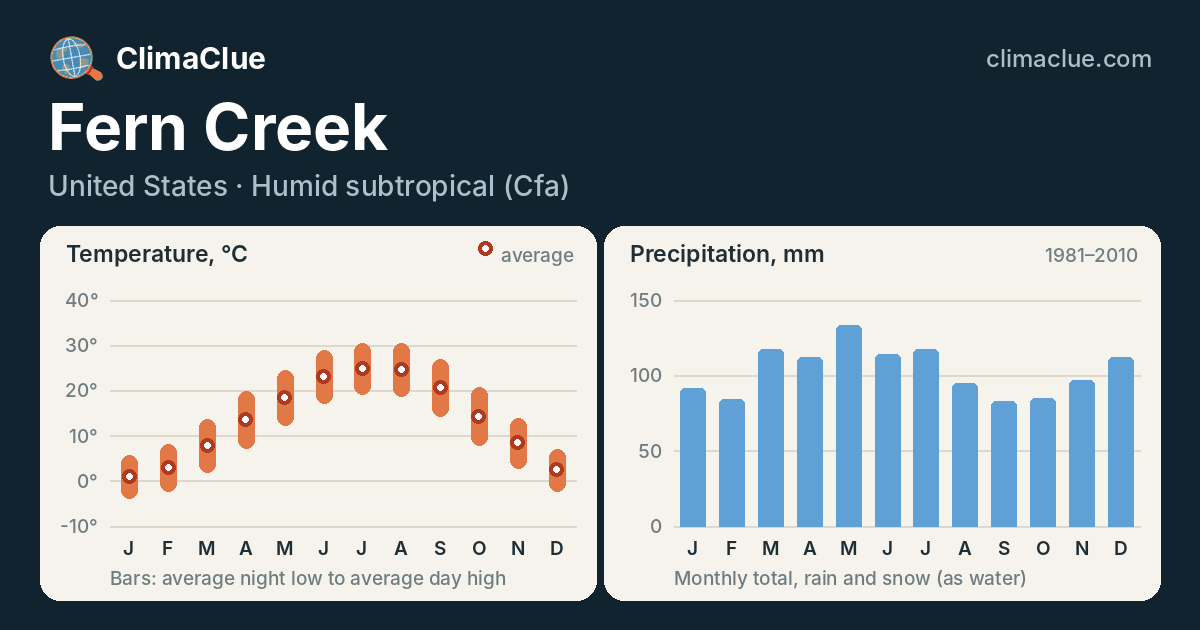 ClimaClue
climaclue.com
Fern Creek
United States · Humid subtropical (Cfa)
Temperature, °C
average
40°
30°
20°
10°
0°
-10°
J F M A M J J A S O N D
Bars: average night low to average day high
Precipitation, mm
1981–2010
150
100
50
0
J F M A M J J A S O N D
Monthly total, rain and snow (as water)